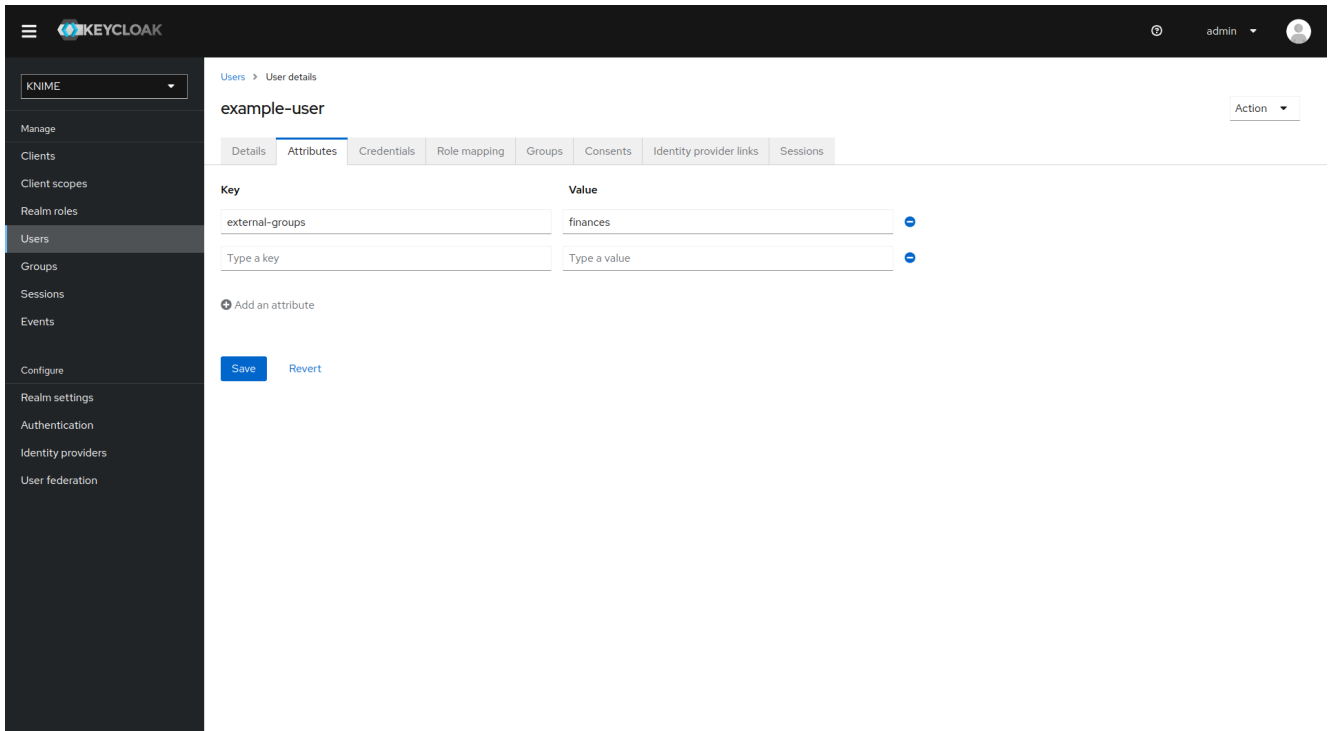 KEYCLOAK
admin
KNIME
Manage
Clients
Client scopes
Realm roles
Users
Groups
Sessions
Events
Configure
Realm settings
Authentication
Identity providers
User federation
Users > User details
example-user
Action
Details Attributes Credentials Role mapping Groups Consents Identity provider links Sessions
Key Value
external-groups finances
Type a key Type a value
Add an attribute
Save Revert